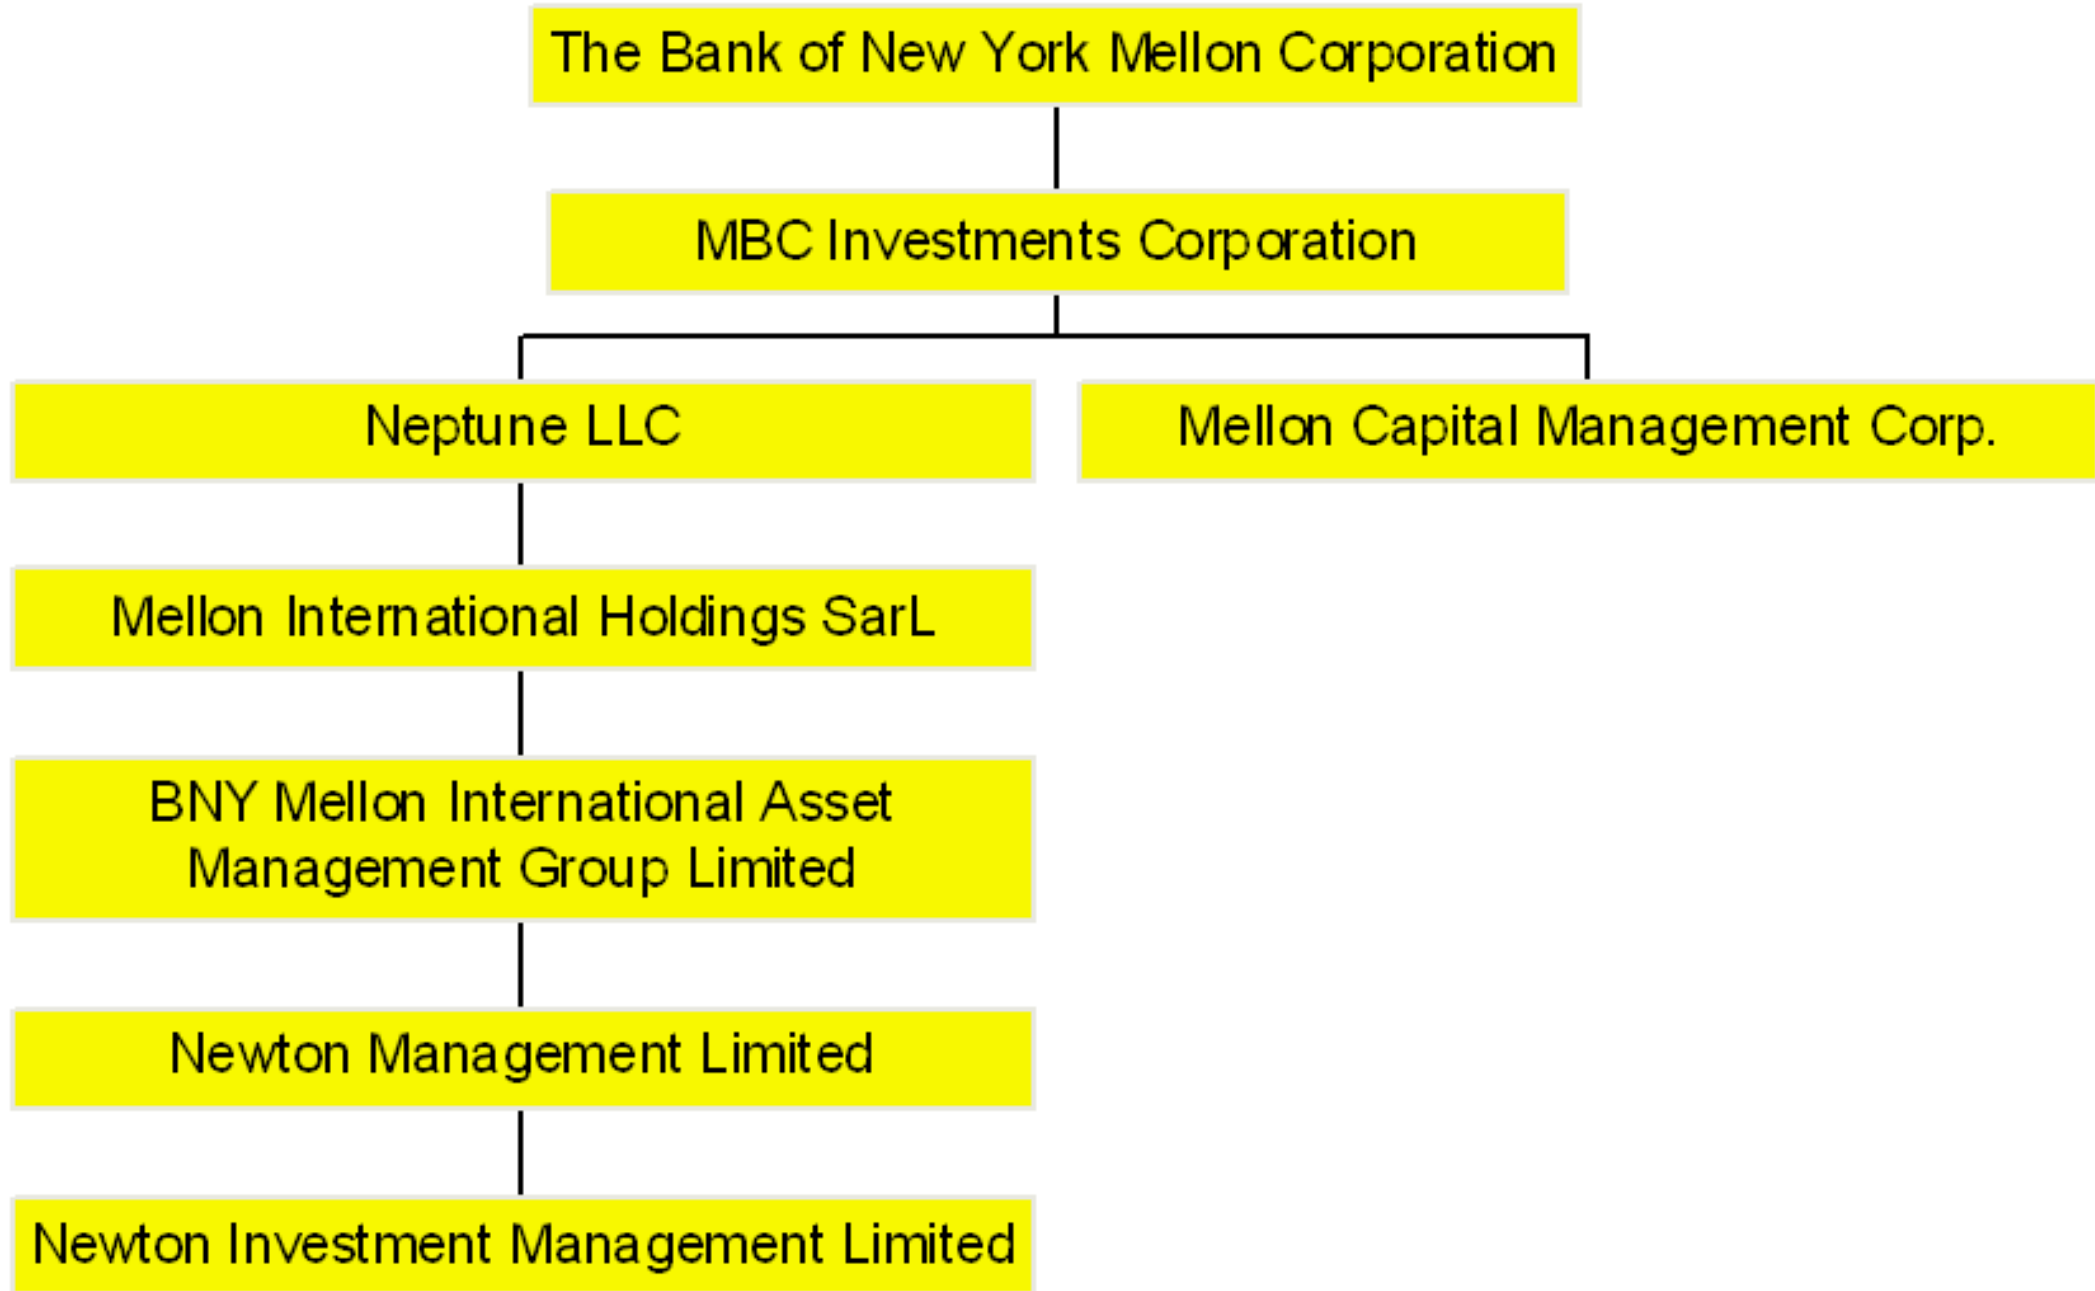 The Bank of New York Mellon Corporation
MBC Investments Corporation
Neptune LLC
Mellon Capital Management Corp.
Mellon International Holdings SarL
BNY Mellon International Asset
Management Group Limited
Newton Management Limited
Newton Investment Management Limited